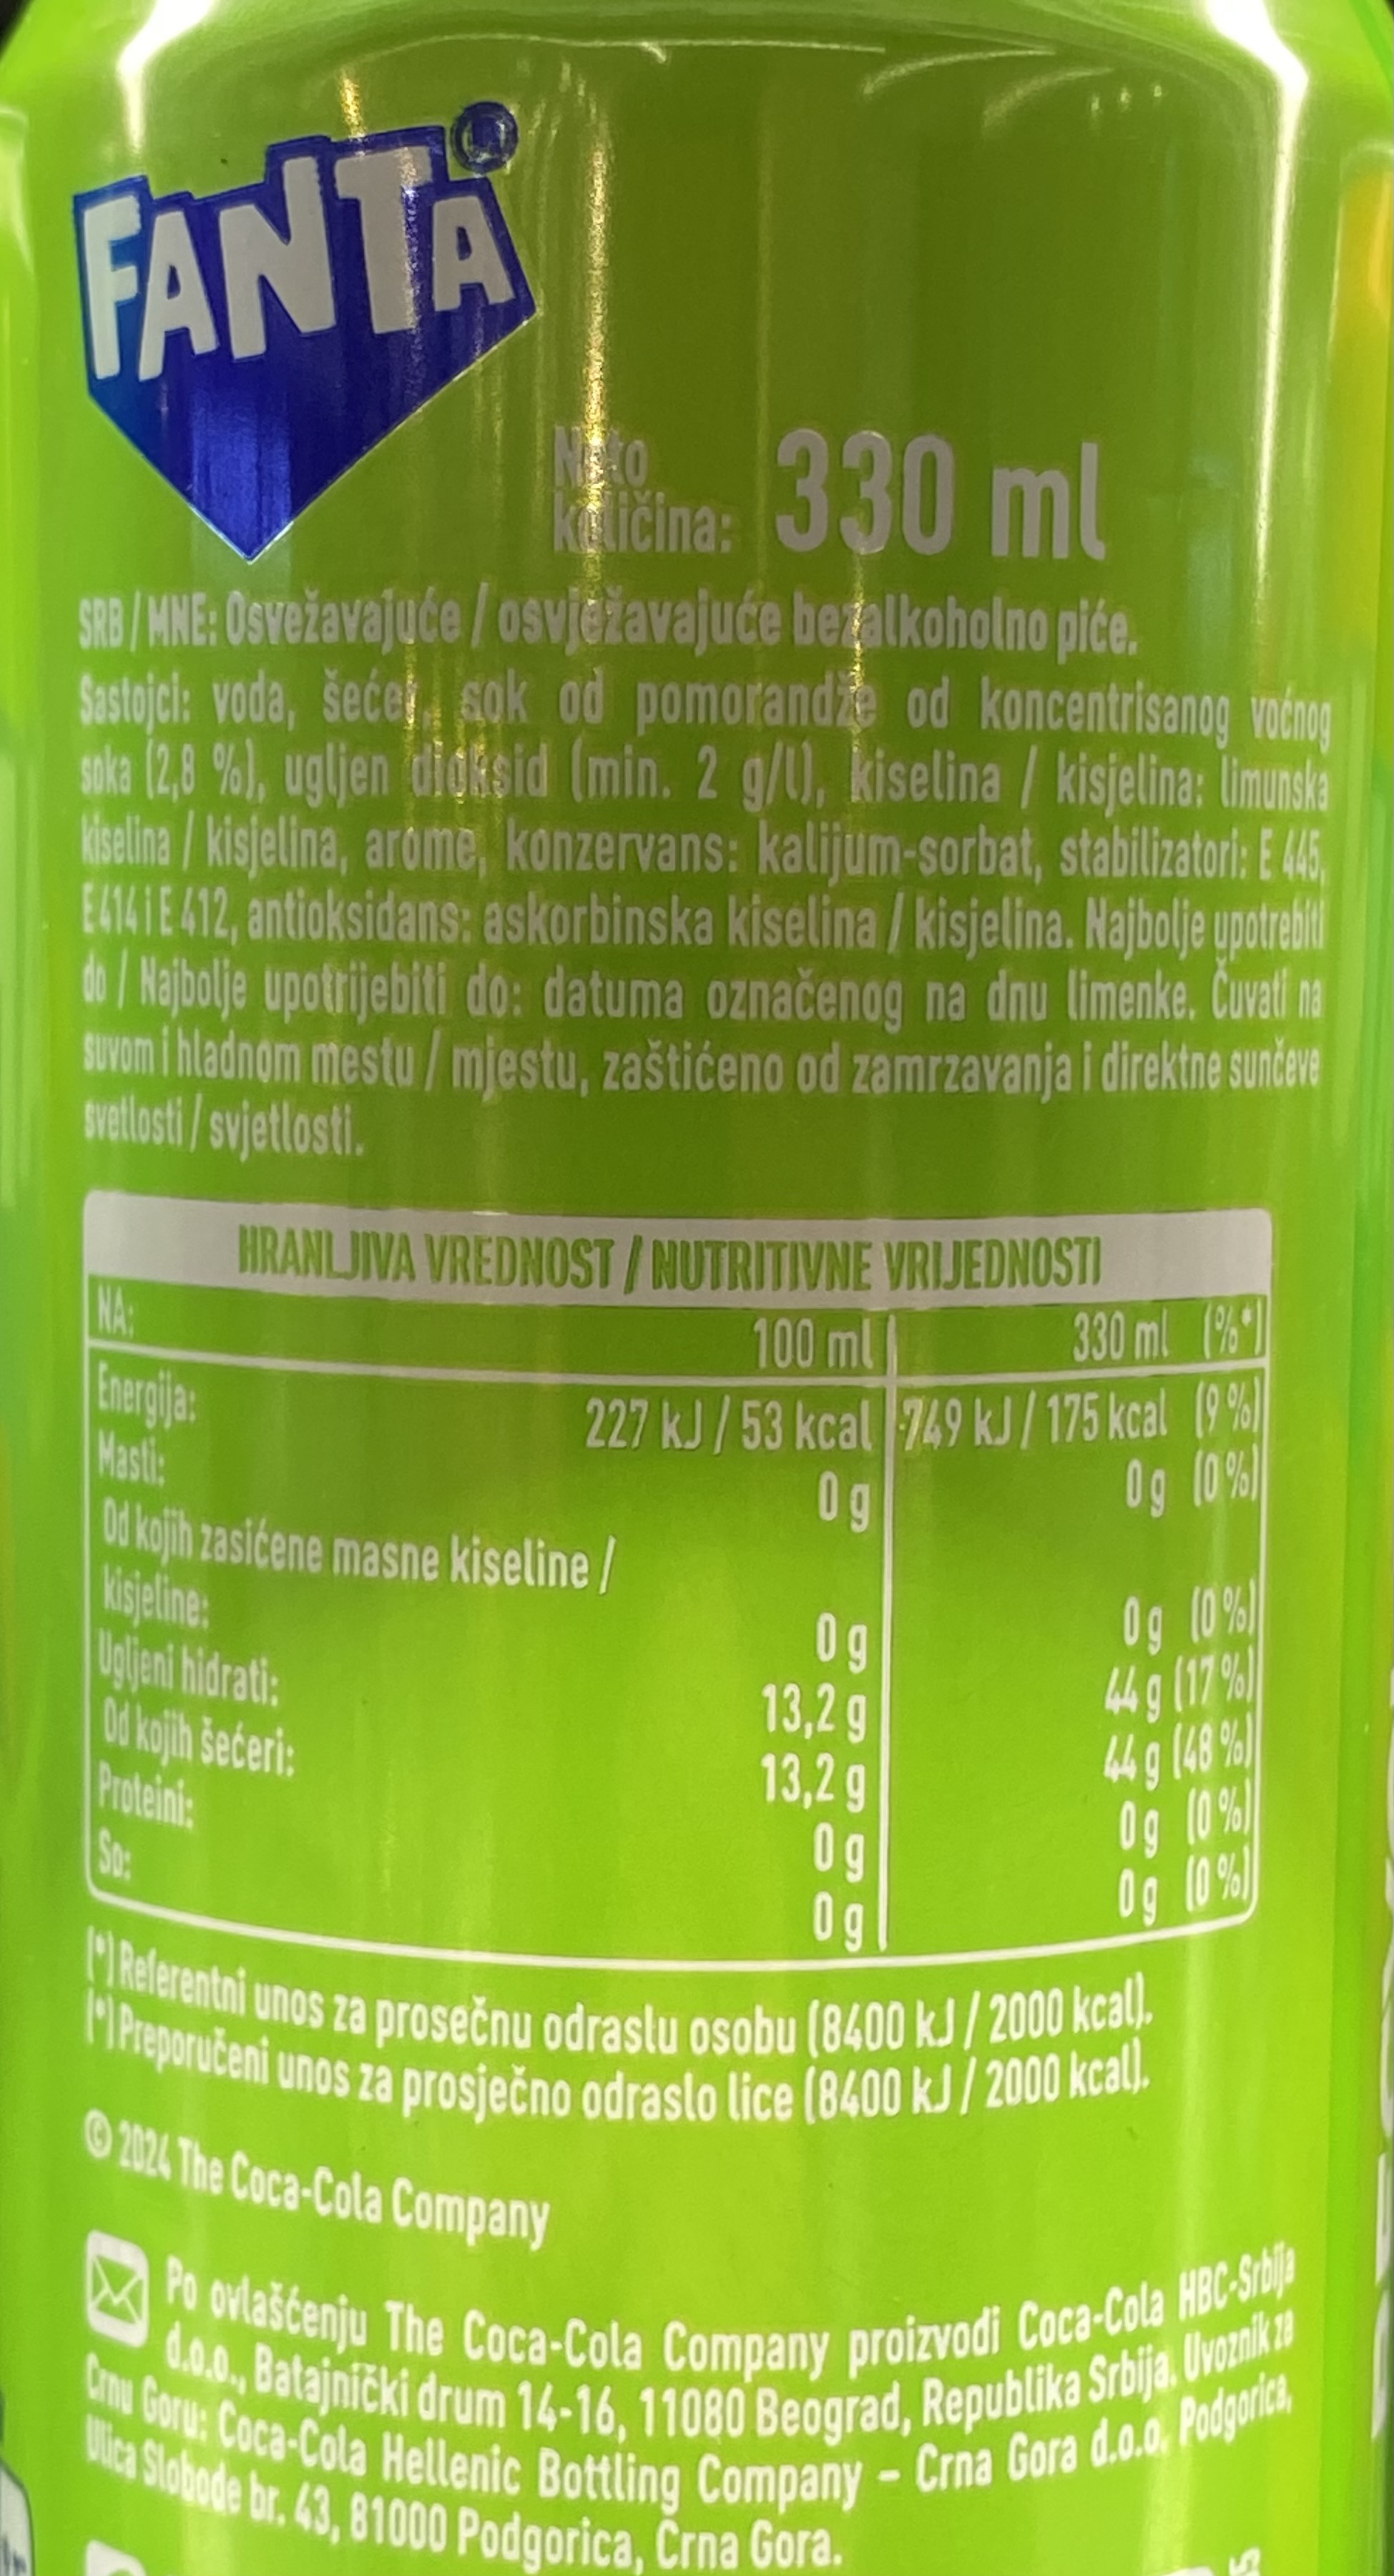 FANTA
Neto
količina: 330 ml
SRB / MNE: Osvežavajuće / osvježavajuće bezalkoholno piće.
Sastojci: voda, šećer, sok od pomorandže od koncentrisanog voćnog
soka (2,8 %), ugljen dioksid (min. 2 g/l), kiselina / kisjelina: limunska
kiselina / kisjelina, arome, konzervans: kalijum-sorbat, stabilizatori: E 445,
E 414 i E 412, antioksidans: askorbinska kiselina / kisjelina. Najbolje upotrebiti
do / Najbolje upotrijebiti do: datuma označenog na dnu limenke. Čuvati na
suvom i hladnom mestu / mjestu, zaštićeno od zamrzavanja i direktne sunčeve
svetlosti / svjetlosti.
HRANLJIVA VREDNOST / NUTRITIVNE VRIJEDNOSTI
NA: 100 ml 330 ml (%*)
Energija: 227 kJ / 53 kcal 749 kJ / 175 kcal (9 %)
Masti: 0 g 0 g (0 %)
Od kojih zasićene masne kiseline /
kisjeline: 0 g 0 g (0 %)
Ugljeni hidrati: 13,2 g 44 g (17 %)
Od kojih šećeri: 13,2 g 44 g (48 %)
Proteini: 0 g 0 g (0 %)
So: 0 g 0 g (0 %)
(*) Referentni unos za prosečnu odraslu osobu (8400 kJ / 2000 kcal).
(*) Preporučeni unos za prosječno odraslo lice (8400 kJ / 2000 kcal).
© 2024 The Coca-Cola Company
Po ovlašćenju The Coca-Cola Company proizvodi Coca-Cola HBC-Srbija
d.o.o., Batajnički drum 14-16, 11080 Beograd, Republika Srbija. Uvoznik za
Crnu Goru: Coca-Cola Hellenic Bottling Company – Crna Gora d.o.o. Podgorica,
Ulica Slobode br. 43, 81000 Podgorica, Crna Gora.